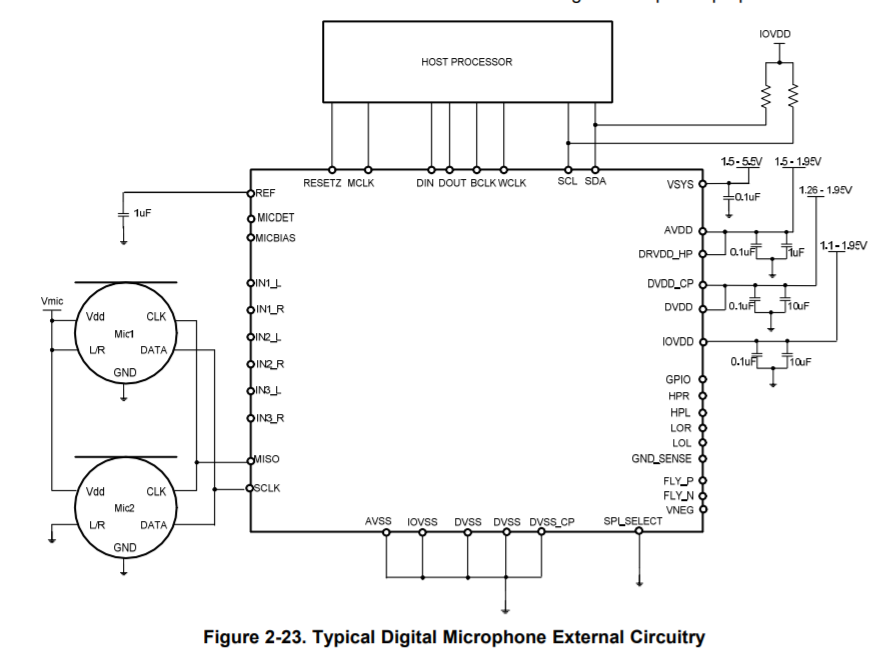 HOST PROCESSOR
IOVDD
RESETZ MCLK DIN DOUT BCLK WCLK SCL SDA
1.5 - 5.5V 1.5 - 1.95V
1.26 - 1.95V
1.1 - 1.95V
REF
1uF
MICDET
MICBIAS
IN1_L
IN1_R
IN2_L
IN2_R
IN3_L
IN3_R
MISO
SCLK
VSYS
0.1uF
AVDD
DRVDD_HP
0.1uF 1uF
DVDD_CP
DVDD
0.1uF 10uF
IOVDD
0.1uF 10uF
GPIO
HPR
HPL
LOR
LOL
GND_SENSE
FLY_P
FLY_N
VNEG
Vmic
Vdd CLK
Mic1
L/R DATA
GND
Vdd CLK
Mic2
L/R DATA
GND
AVSS IOVSS DVSS DVSS DVSS_CP SPI_SELECT
Figure 2-23. Typical Digital Microphone External Circuitry